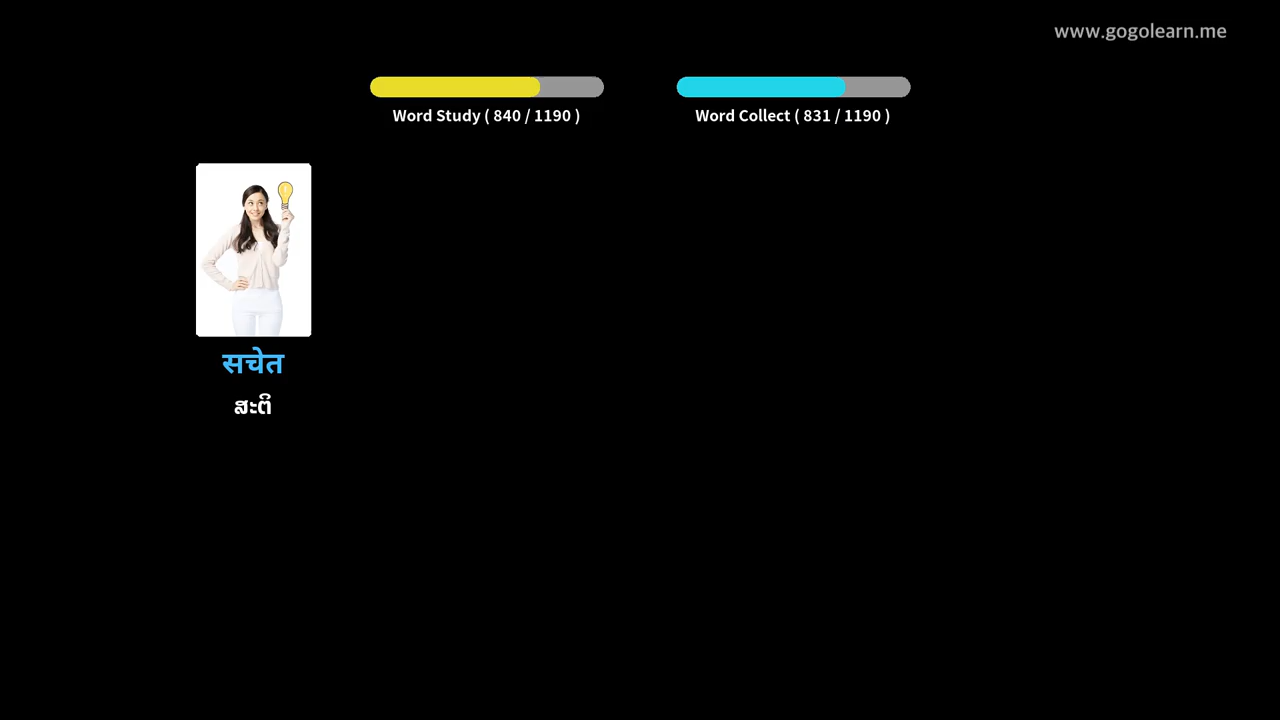 www.gogolearn.me
Word Study ( 840 / 1190 )
Word Collect ( 831 / 1190 )
सचेत
ສະຕິ